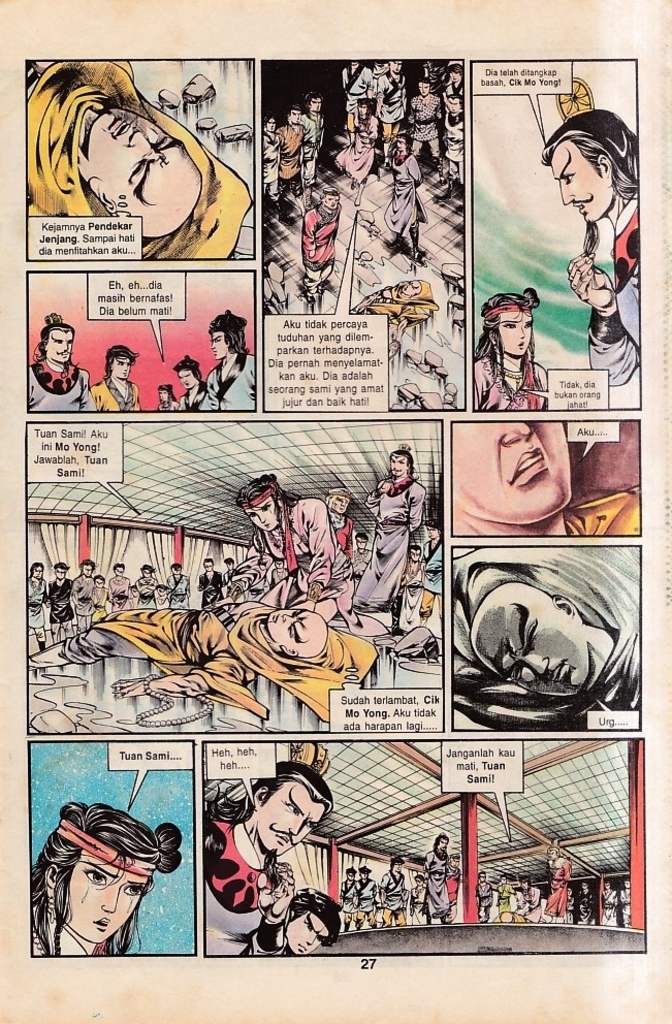 Kejamnya Pendekar
Jenjang. Sampai hati
dia menfitahkan aku...
Eh, eh...dia
masih bernafas!
Dia belum mati!
Aku tidak percaya
tuduhan yang dilem-
parkan terhadapnya.
Dia pernah menyelamat-
kan aku. Dia adalah
seorang sami yang amat
jujur dan baik hati!
Dia telah ditangkap
basah, Cik Mo Yong!
Tidak, dia
bukan orang
jahat!
Tuan Sami! Aku
ini Mo Yong!
Jawablah, Tuan
Sami!
Sudah terlambat, Cik
Mo Yong. Aku tidak
ada harapan lagi.....
Aku.....
Urg.....
Tuan Sami....
Heh, heh,
heh....
Janganlah kau
mati, Tuan
Sami!
27